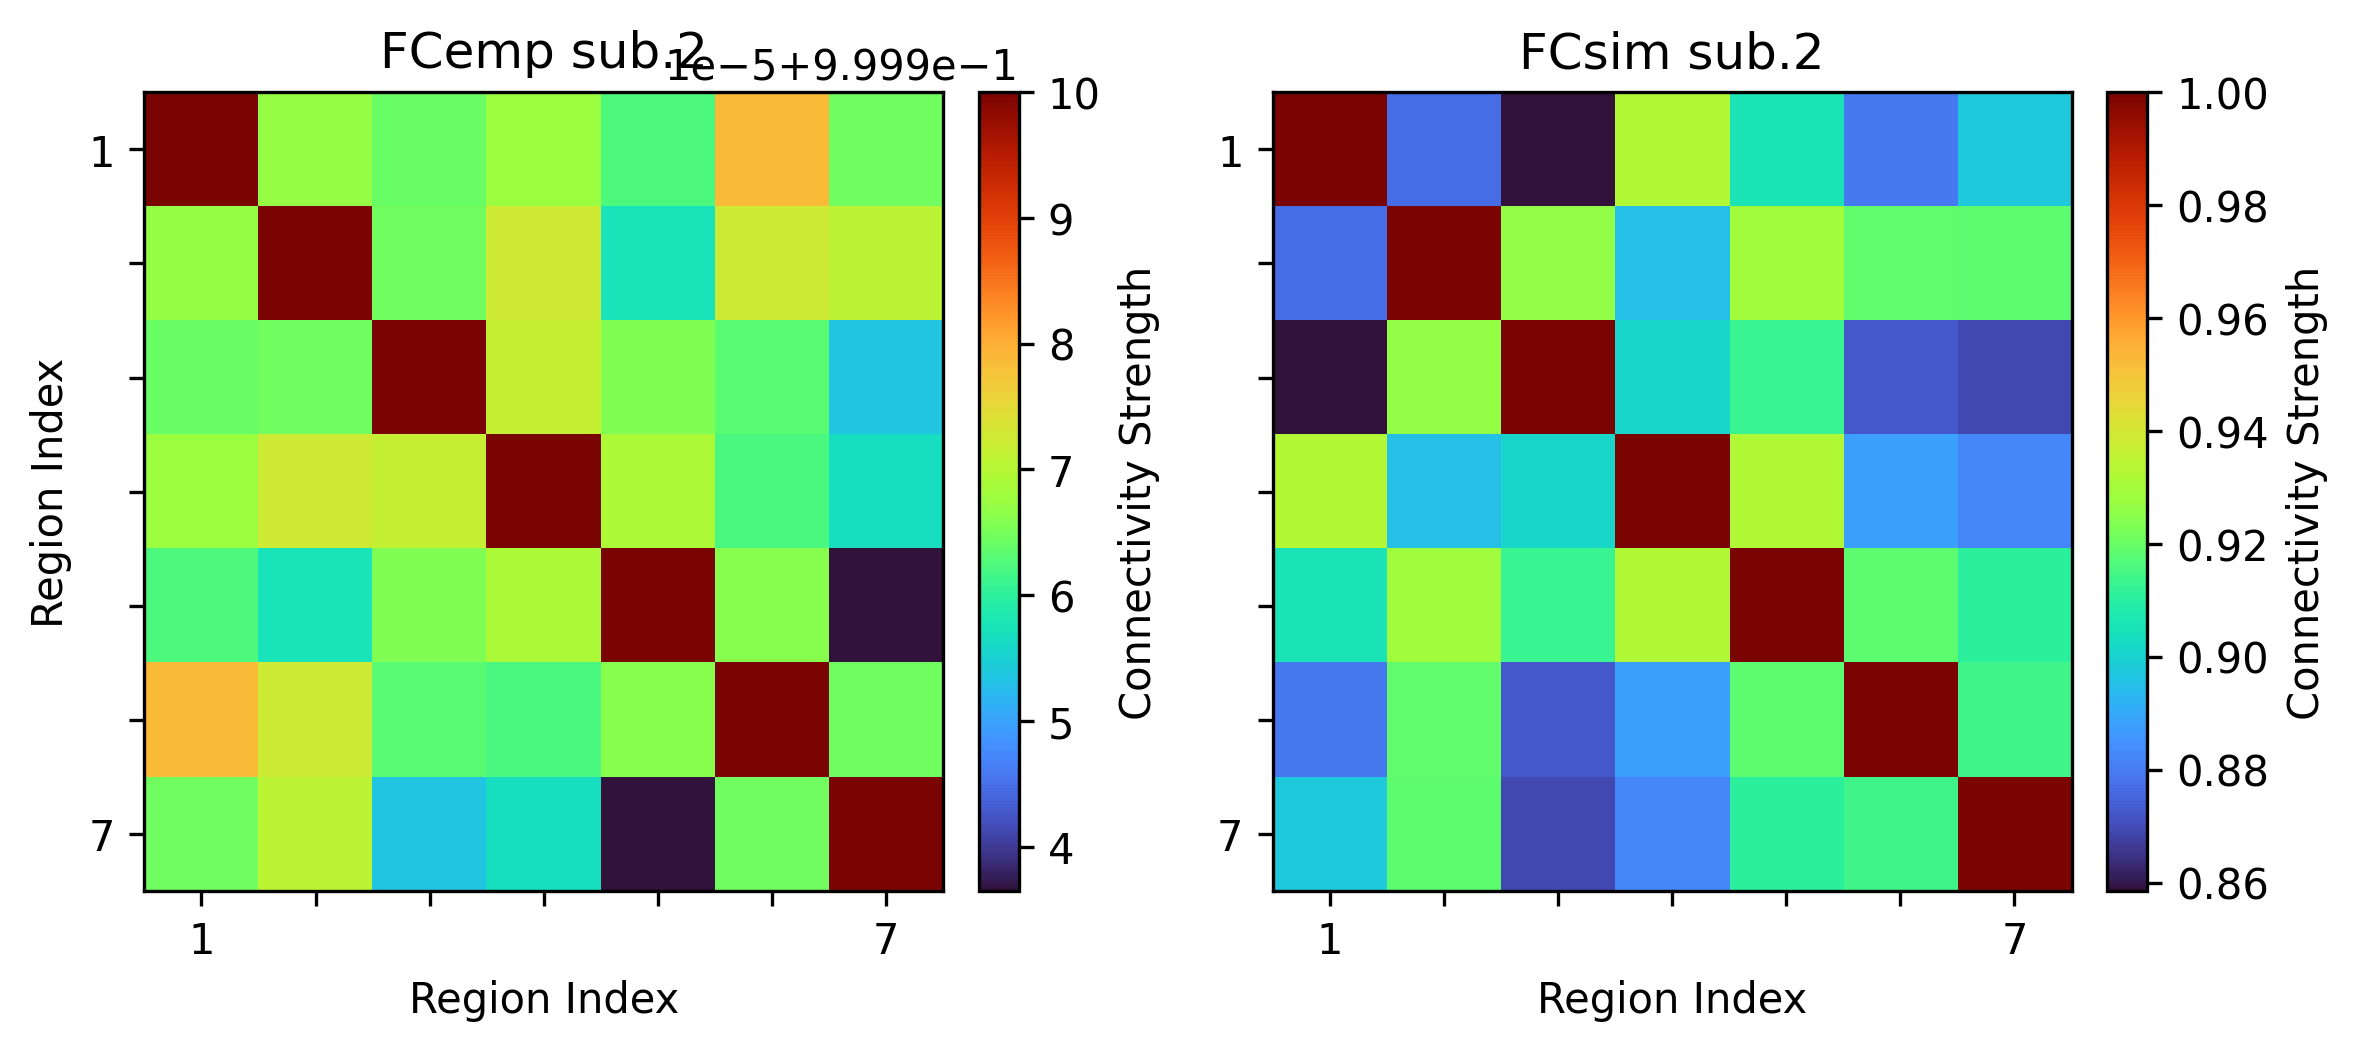 FCemp sub.2
1e−5+9.999e−1
Region Index
1
7
1
7
Region Index
10
9
8
7
6
5
4
Connectivity Strength
FCsim sub.2
1
7
1
7
Region Index
1.00
0.98
0.96
0.94
0.92
0.90
0.88
0.86
Connectivity Strength